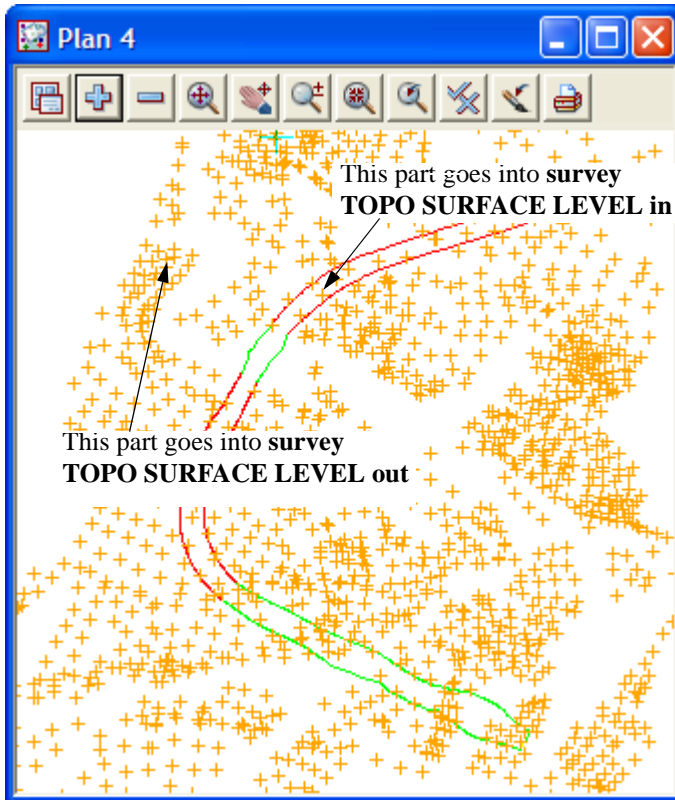 Plan 4
This part goes into survey
TOPO SURFACE LEVEL in
This part goes into survey
TOPO SURFACE LEVEL out